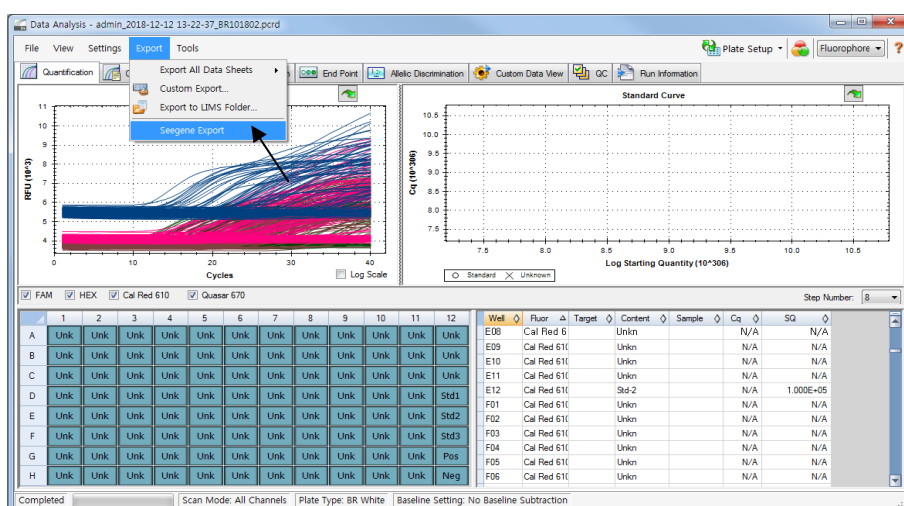 Data Analysis - admin_2018-12-12 13-22-37_BR101802.pcrd
File View Settings Export Tools
Plate Setup Fluorophore ?
Quantification
End Point Allelic Discrimination Custom Data View QC Run Information
Export All Data Sheets
Custom Export...
Export to LIMS Folder...
Seegene Export
RFU (10^3)
11
10
9
8
7
6
5
4
0 10 20 30 40
Cycles
Log Scale
Standard Curve
Cq (10^306)
10.5
10.0
9.5
9.0
8.5
8.0
7.5
7.5 8.0 8.5 9.0 9.5 10.0 10.5
Log Starting Quantity (10^306)
Standard Unknown
FAM HEX Cal Red 610 Quasar 670
Step Number: 8
1 2 3 4 5 6 7 8 9 10 11 12
A Unk Unk Unk Unk Unk Unk Unk Unk Unk Unk Unk Unk
B Unk Unk Unk Unk Unk Unk Unk Unk Unk Unk Unk Unk
C Unk Unk Unk Unk Unk Unk Unk Unk Unk Unk Unk Unk
D Unk Unk Unk Unk Unk Unk Unk Unk Unk Unk Unk Std1
E Unk Unk Unk Unk Unk Unk Unk Unk Unk Unk Unk Std2
F Unk Unk Unk Unk Unk Unk Unk Unk Unk Unk Unk Std3
G Unk Unk Unk Unk Unk Unk Unk Unk Unk Unk Unk Pos
H Unk Unk Unk Unk Unk Unk Unk Unk Unk Unk Unk Neg
Well Fluor Target Content Sample Cq SQ
E08 Cal Red 6 Unkn N/A N/A
E09 Cal Red 610 Unkn N/A N/A
E10 Cal Red 610 Unkn N/A N/A
E11 Cal Red 610 Unkn N/A N/A
E12 Cal Red 610 Std-2 N/A 1.000E+05
F01 Cal Red 610 Unkn N/A N/A
F02 Cal Red 610 Unkn N/A N/A
F03 Cal Red 610 Unkn N/A N/A
F04 Cal Red 610 Unkn N/A N/A
F05 Cal Red 610 Unkn N/A N/A
F06 Cal Red 610 Unkn N/A N/A
Completed Scan Mode: All Channels Plate Type: BR White Baseline Setting: No Baseline Subtraction